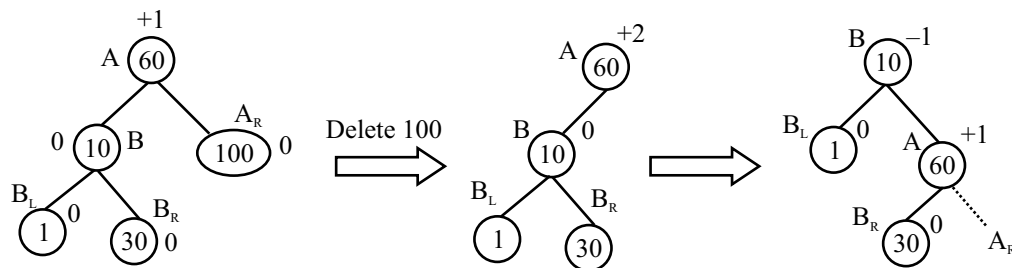 +1
A 60
A_R
0 10 B 100 0
B_L 0 B_R
1 30 0
Delete 100
+2
A 60
B 0
10
B_L B_R
1 30
B –1
10
B_L 0 A +1
1 60
B_R 0
30 A_R